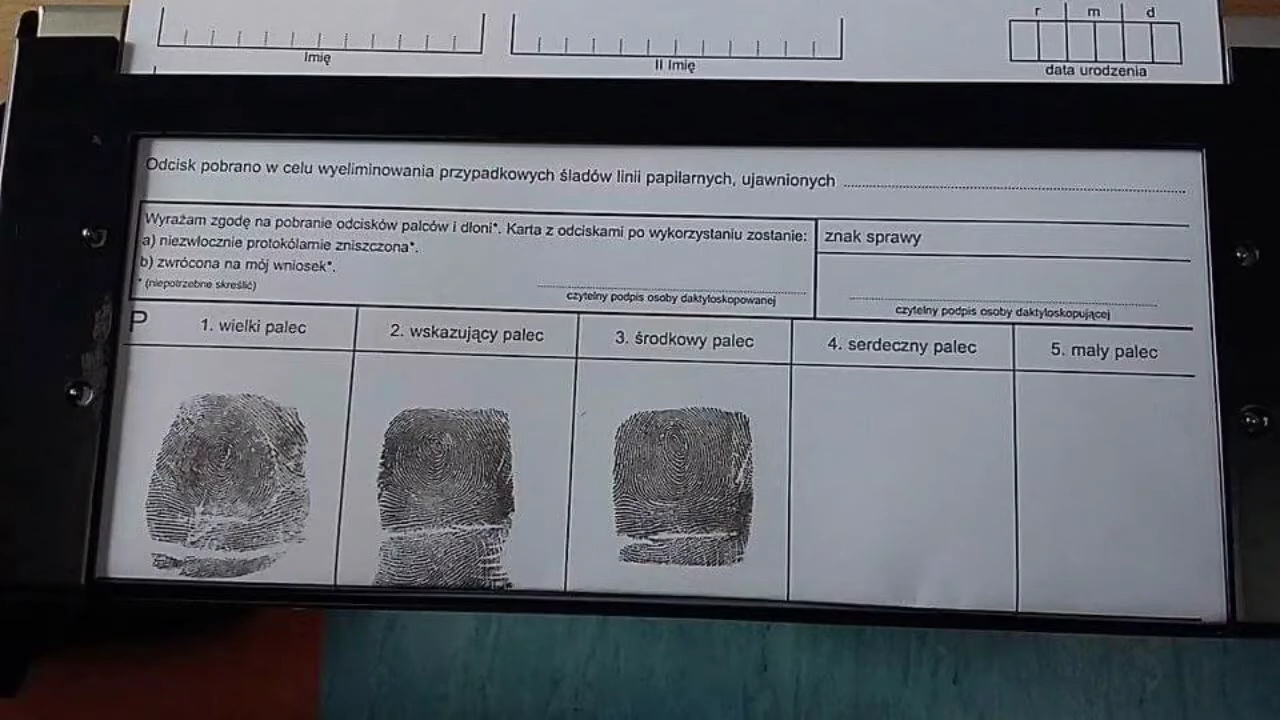 r m d
Imię II Imię data urodzenia
Odcisk pobrano w celu wyeliminowania przypadkowych śladów linii papilarnych, ujawnionych
Wyrażam zgodę na pobranie odcisków palców i dłoni*. Karta z odciskami po wykorzystaniu zostanie:
a) niezwłocznie protokólarnie zniszczona*.
b) zwrócona na mój wniosek*.
* (niepotrzebne skreślić)
czytelny podpis osoby daktyloskopowanej
znak sprawy
czytelny podpis osoby daktyloskopującej
P 1. wielki palec 2. wskazujący palec 3. środkowy palec 4. serdeczny palec 5. mały palec